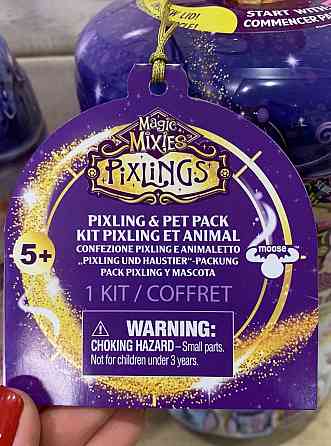 LID!
START WITH
COMMENCER
Magic
Mixies
PIXLINGS
PIXLING & PET PACK
KIT PIXLING ET ANIMAL
CONFEZIONE PIXLING E ANIMALETTO
„PIXLING UND HAUSTIER“-PACKUNG
PACK PIXLING Y MASCOTA
5+
moose
1 KIT / COFFRET
WARNING:
CHOKING HAZARD – Small parts.
Not for children under 3 years.